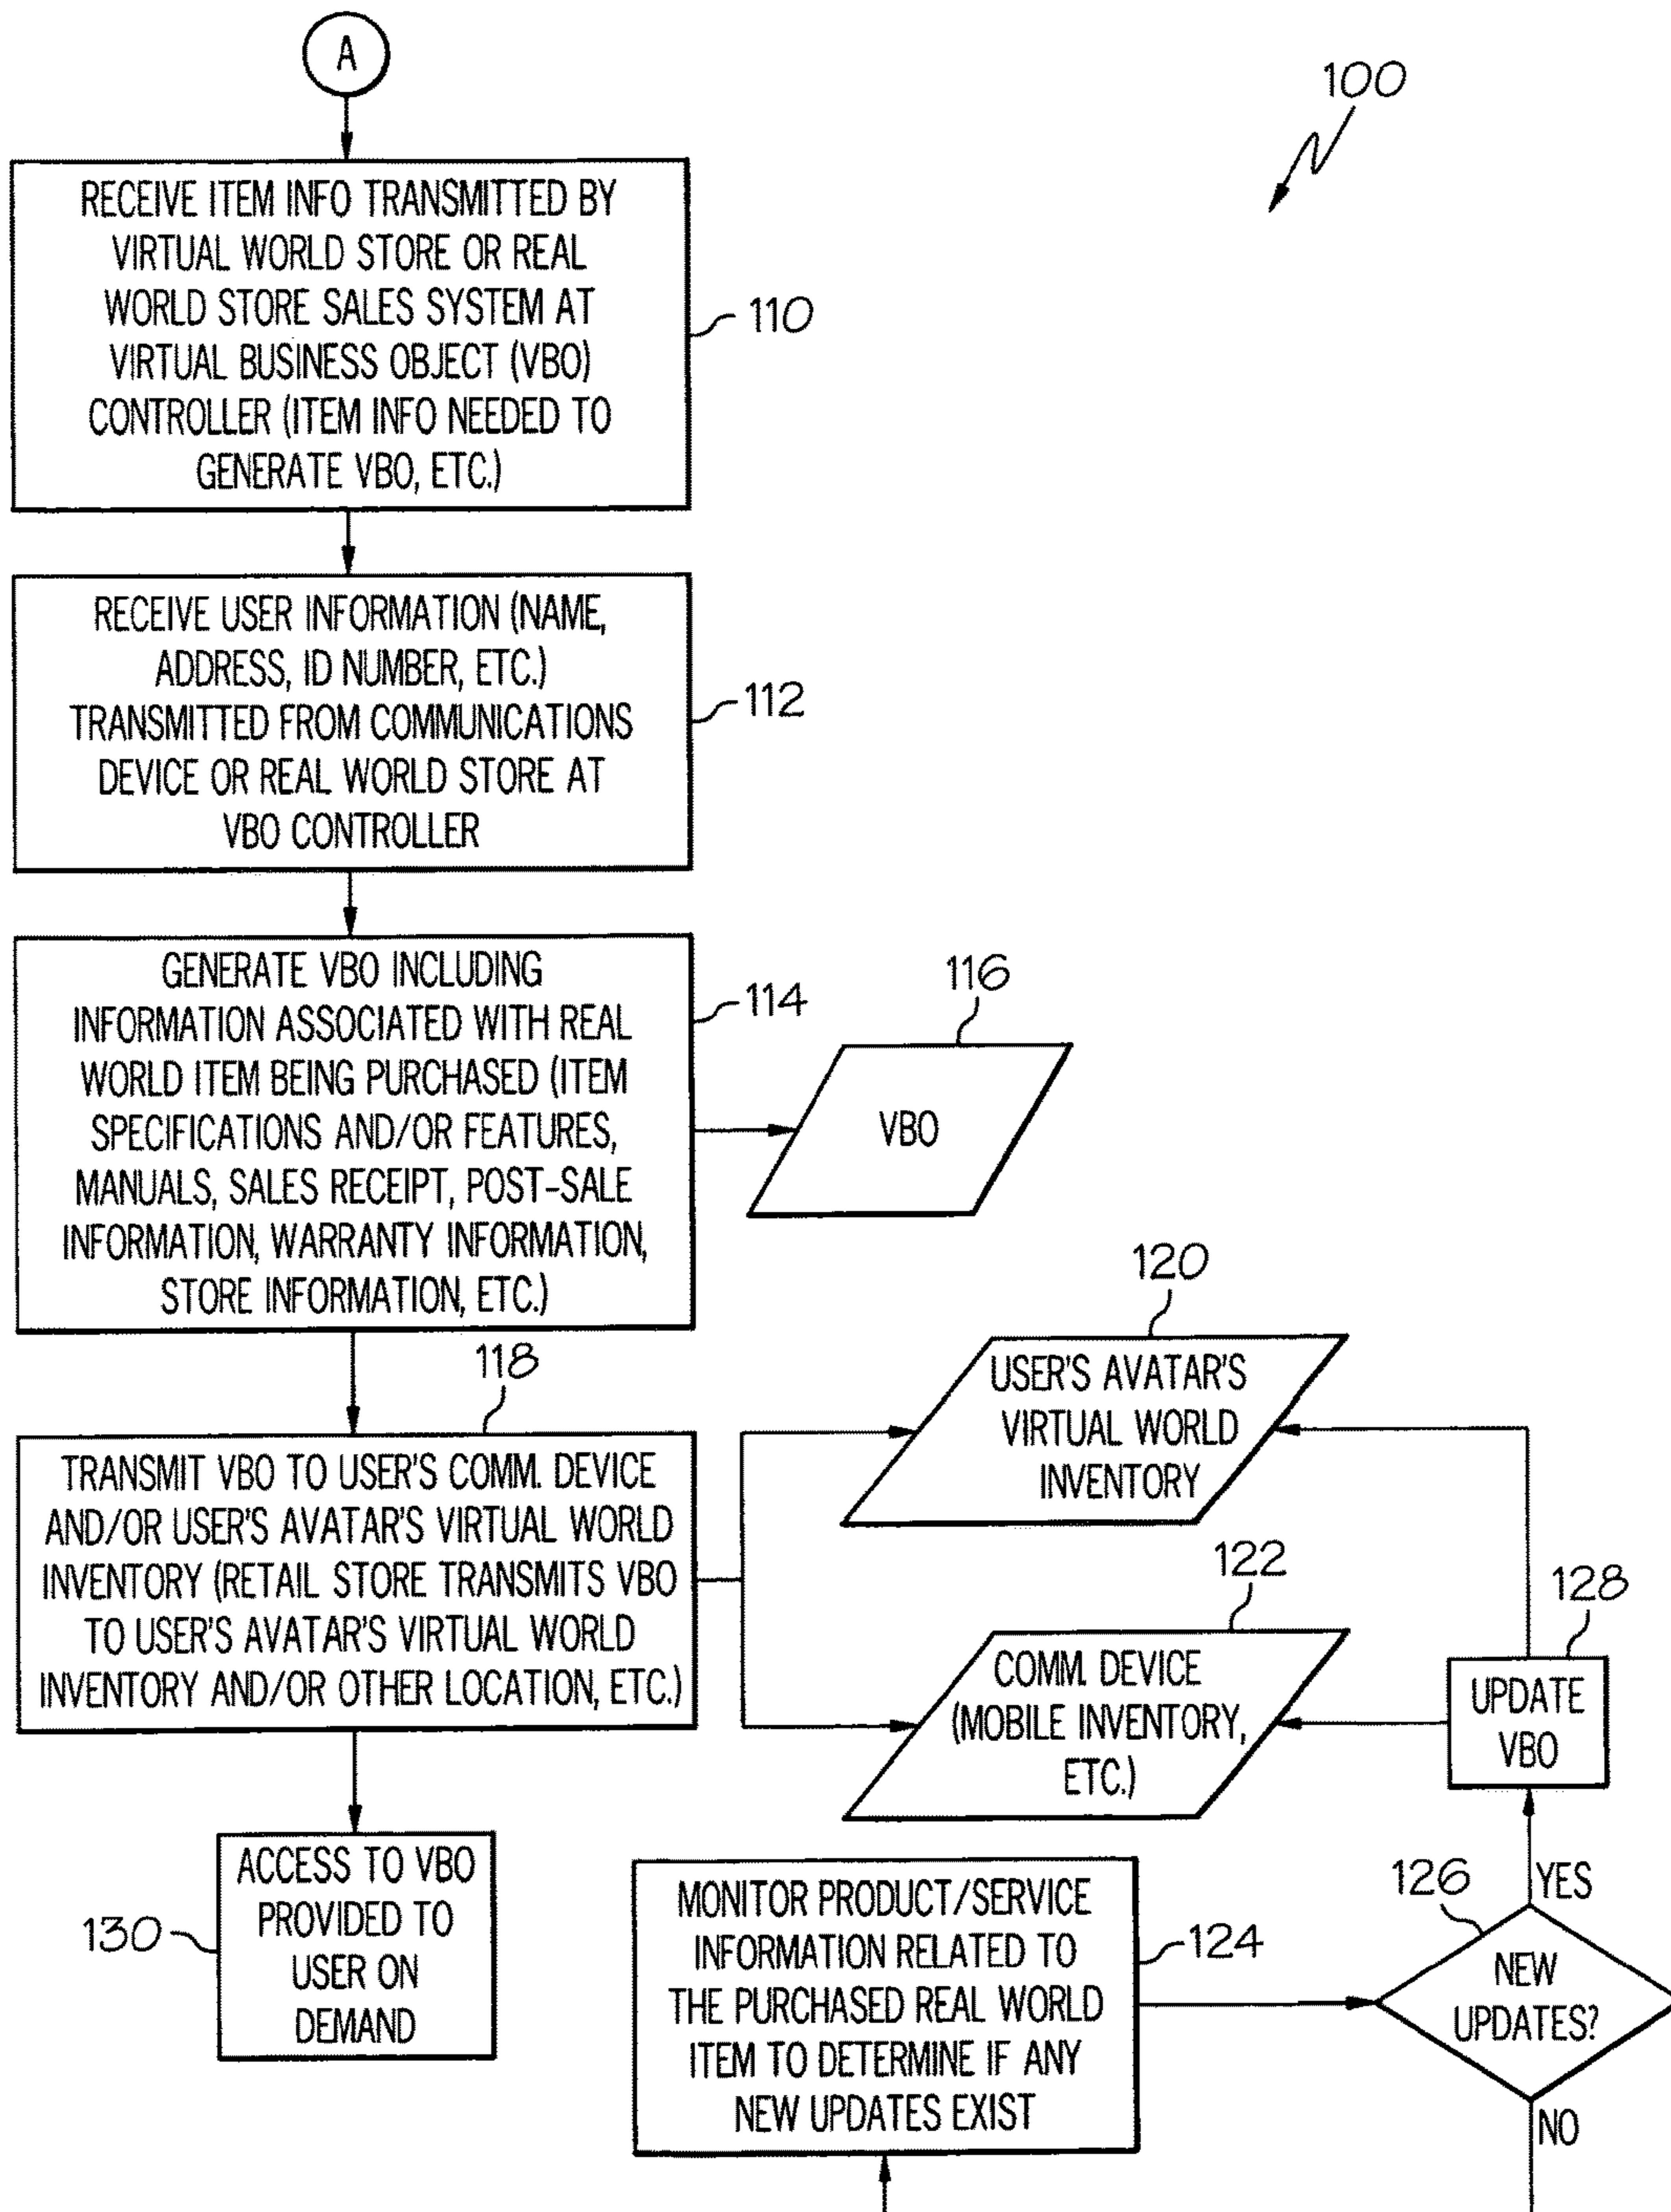 A
100
RECEIVE ITEM INFO TRANSMITTED BY
VIRTUAL WORLD STORE OR REAL
WORLD STORE SALES SYSTEM AT
VIRTUAL BUSINESS OBJECT (VBO)
CONTROLLER (ITEM INFO NEEDED TO
GENERATE VBO, ETC.)
110
RECEIVE USER INFORMATION (NAME,
ADDRESS, ID NUMBER, ETC.)
TRANSMITTED FROM COMMUNICATIONS
DEVICE OR REAL WORLD STORE AT
VBO CONTROLLER
112
GENERATE VBO INCLUDING
INFORMATION ASSOCIATED WITH REAL
WORLD ITEM BEING PURCHASED (ITEM
SPECIFICATIONS AND/OR FEATURES,
MANUALS, SALES RECEIPT, POST-SALE
INFORMATION, WARRANTY INFORMATION,
STORE INFORMATION, ETC.)
114
116
VBO
118
TRANSMIT VBO TO USER'S COMM. DEVICE
AND/OR USER'S AVATAR'S VIRTUAL WORLD
INVENTORY (RETAIL STORE TRANSMITS VBO
TO USER'S AVATAR'S VIRTUAL WORLD
INVENTORY AND/OR OTHER LOCATION, ETC.)
120
USER'S AVATAR'S
VIRTUAL WORLD
INVENTORY
122
COMM. DEVICE
(MOBILE INVENTORY,
ETC.)
128
UPDATE
VBO
ACCESS TO VBO
PROVIDED TO
USER ON
DEMAND
130
MONITOR PRODUCT/SERVICE
INFORMATION RELATED TO
THE PURCHASED REAL WORLD
ITEM TO DETERMINE IF ANY
NEW UPDATES EXIST
124
126
YES
NEW
UPDATES?
NO